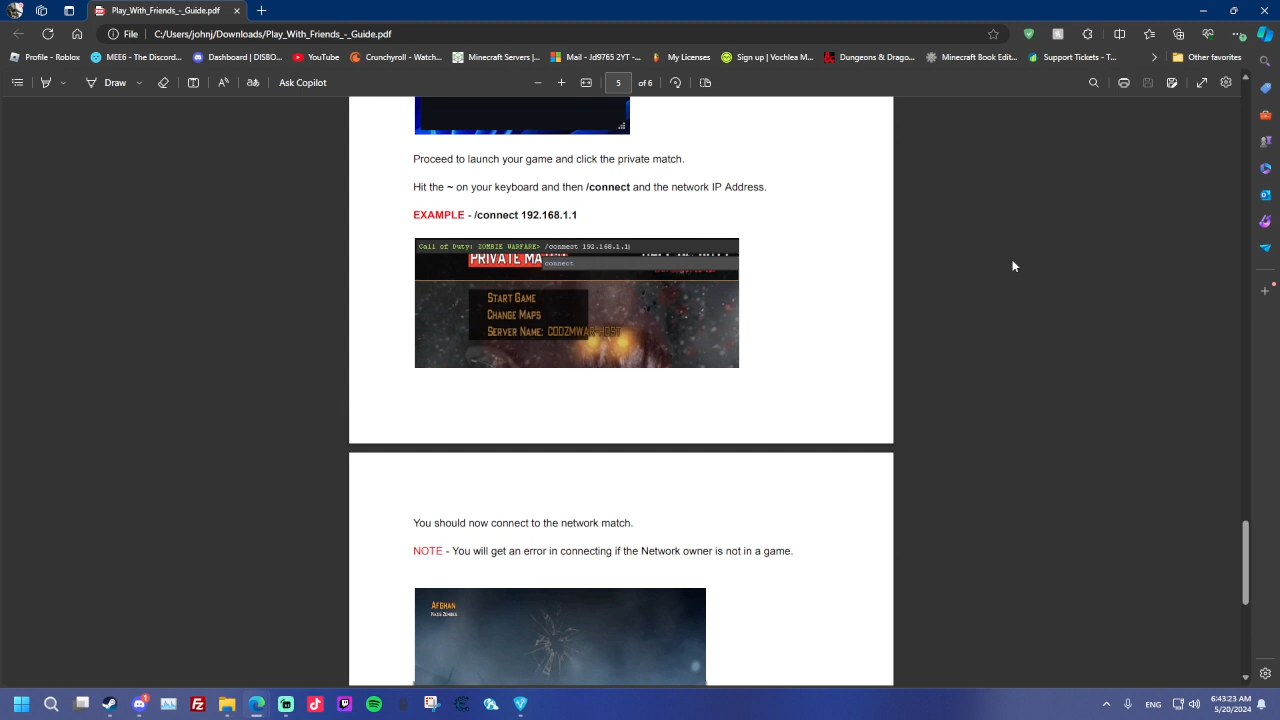 Play_With_Friends_-_Guide.pdf
File
C:/Users/johnj/Downloads/Play_With_Friends_-_Guide.pdf
Profile - Roblox
MEE6 - The Discord...
Dashboard | DISBO...
YouTube
Crunchyroll - Watch...
Minecraft Servers |...
Mail - Jd9765 2YT -...
My Licenses
Sign up | Vochlea M...
Dungeons & Drago...
Minecraft Book Edit...
Support Tickets - T...
Other favorites
Draw
Ask Copilot
5 of 6
Proceed to launch your game and click the private match.
Hit the ~ on your keyboard and then /connect and the network IP Address.
EXAMPLE - /connect 192.168.1.1
Call of Duty: ZOMBIE WARFARE> /connect 192.168.1.1
connect
PRIVATE MA
START GAME
CHANGE MAPS
SERVER NAME: CODZMWAR-HOST
You should now connect to the network match.
NOTE - You will get an error in connecting if the Network owner is not in a game.
AFGHAN
ENG
6:43:23 AM
5/20/2024